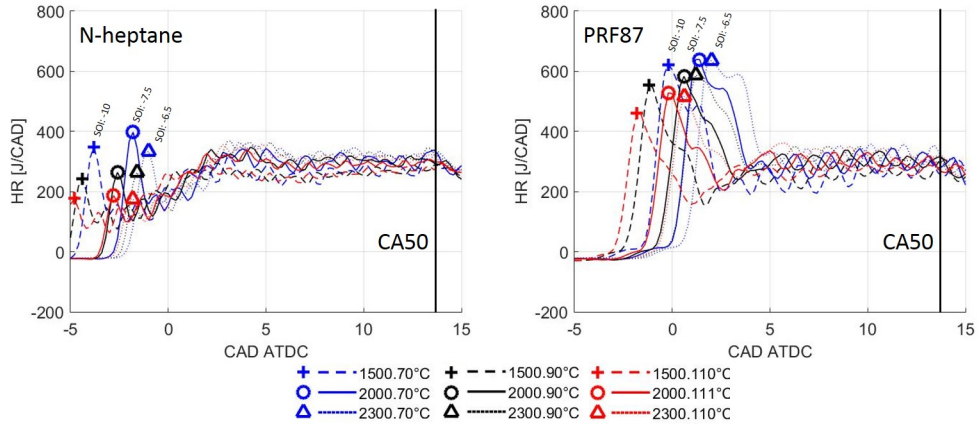 N-heptane
HR [J/CAD]
800
600
400
200
0
-200
SOI: -10
SOI: -7.5
SOI: -6.5
CA50
-5
0
5
10
15
CAD ATDC
PRF87
HR [J/CAD]
800
600
400
200
0
-200
SOI: -10
SOI: -7.5
SOI: -6.5
CA50
-5
0
5
10
15
CAD ATDC
1500.70°C
1500.90°C
1500.110°C
2000.70°C
2000.90°C
2000.111°C
2300.70°C
2300.90°C
2300.110°C